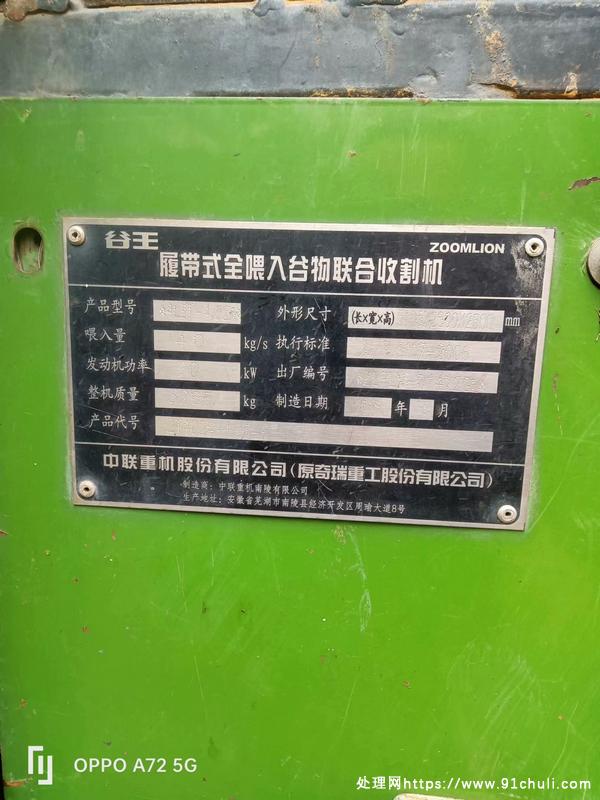 谷王 ZOOMLION
履带式全喂入谷物联合收割机
产品型号 外形尺寸 (长x宽x高) mm
喂入量 kg/s 执行标准
发动机功率 kW 出厂编号
整机质量 kg 制造日期 年 月
产品代号
中联重机股份有限公司(原奇瑞重工股份有限公司)
制造商:中联重机南陵有限公司
生产地址:安徽省芜湖市南陵县经济开发区周瑜大道8号
OPPO A72 5G
处理网https://www.91chuli.com/